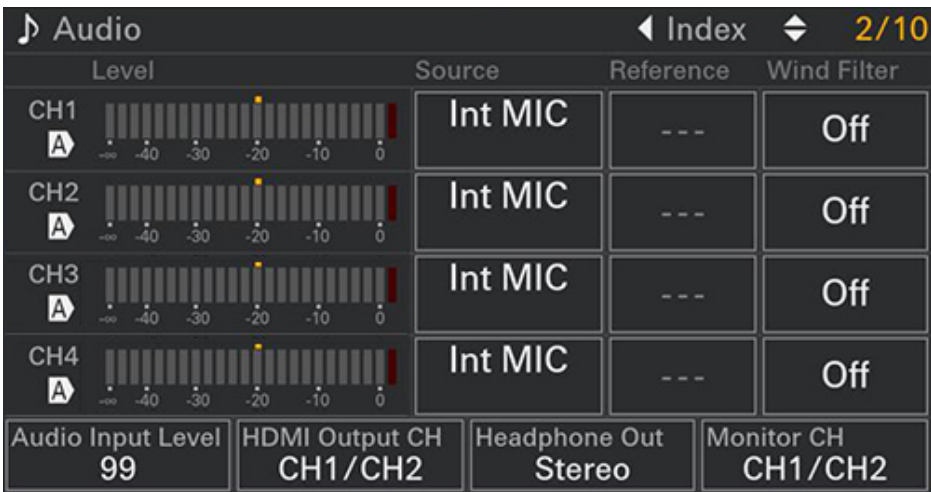 ♪ Audio ◀ Index 2/10
Level Source Reference Wind Filter
CH1 Int MIC --- Off
A -∞ -40 -30 -20 -10 0
CH2 Int MIC --- Off
A -∞ -40 -30 -20 -10 0
CH3 Int MIC --- Off
A -∞ -40 -30 -20 -10 0
CH4 Int MIC --- Off
A -∞ -40 -30 -20 -10 0
Audio Input Level HDMI Output CH Headphone Out Monitor CH
99 CH1/CH2 Stereo CH1/CH2